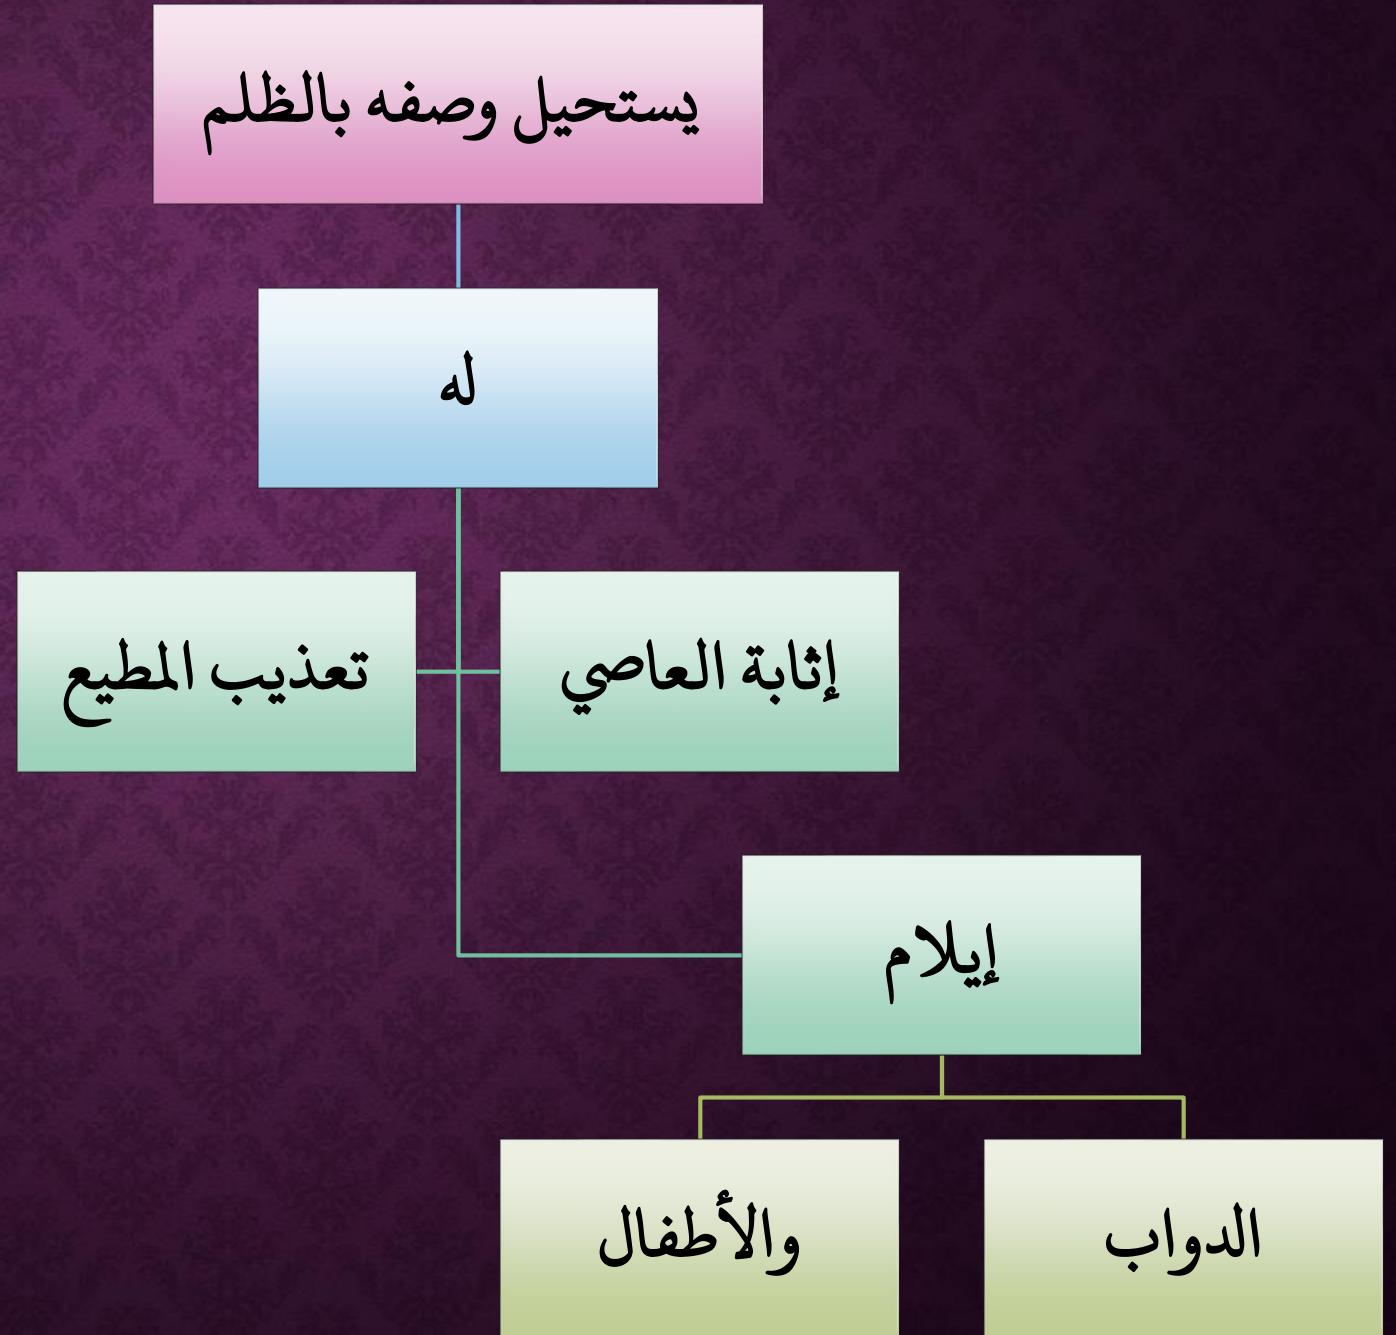 يستحيل وصفه بالظلم
له
إثابة العاصي
تعذيب المطيع
إيلام
الدواب
والأطفال